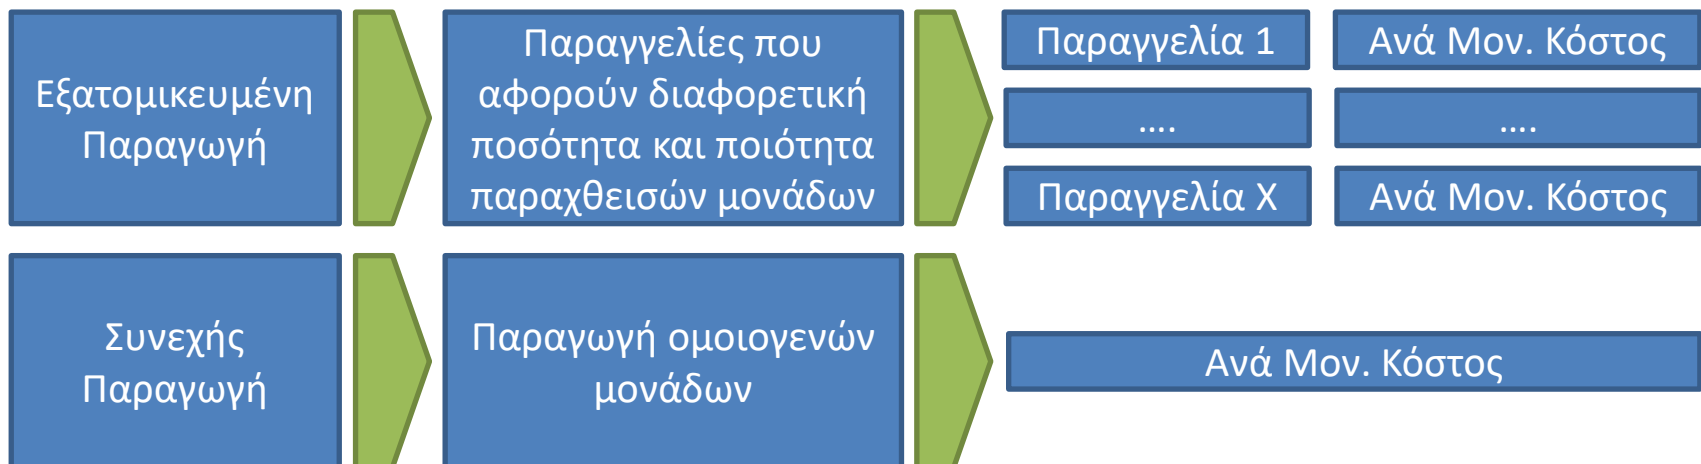 Εξατομικευμένη
Παραγωγή
Παραγγελίες που
αφορούν διαφορετική
ποσότητα και ποιότητα
παραχθεισών μονάδων
Παραγγελία 1
Ανά Μον. Κόστος
....
....
Παραγγελία Χ
Ανά Μον. Κόστος
Συνεχής
Παραγωγή
Παραγωγή ομοιογενών
μονάδων
Ανά Μον. Κόστος